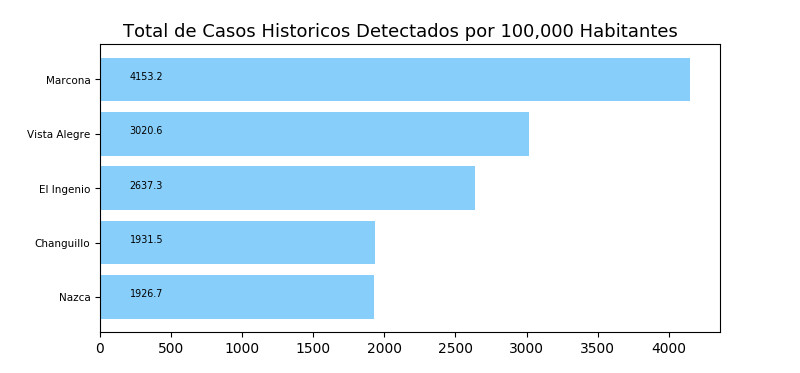 Total de Casos Historicos Detectados por 100,000 Habitantes
Marcona 4153.2
Vista Alegre 3020.6
El Ingenio 2637.3
Changuillo 1931.5
Nazca 1926.7
0 500 1000 1500 2000 2500 3000 3500 4000